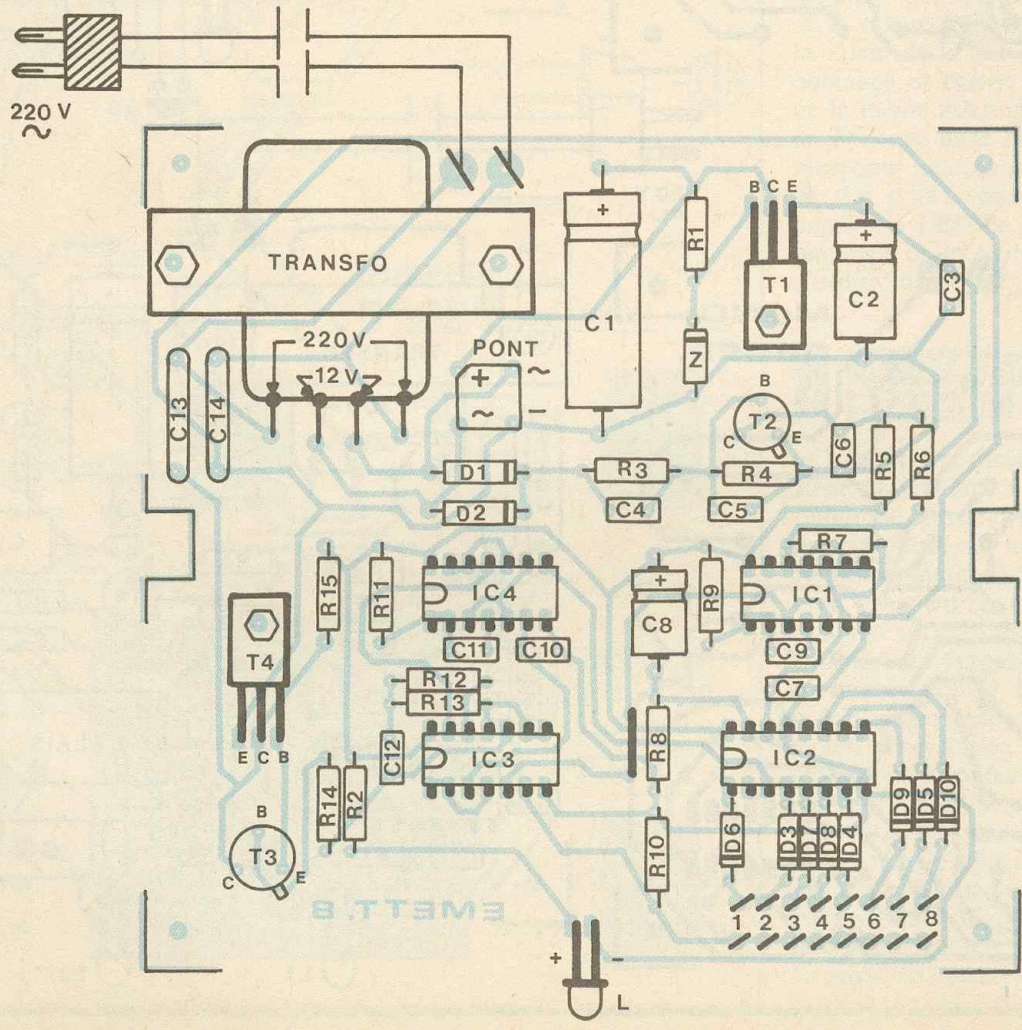 220 V
~
TRANSFO
220V
12V
PONT
+ ~
~ −
C13
C14
C1
+
R1
Z
B C E
T1
+
C2
C3
B
T2
C E
C6
R5
R6
D1
D2
R3
R4
C4
C5
R7
R15
R11
IC4
+
C8
R9
IC1
T4
C11
C10
C9
C7
R12
R13
E C B
C12
IC3
R8
IC2
R14
R2
B
T3
C E
R10
D6
D3
D7
D8
D4
D9
D5
D10
EMETT. 8
1 2 3 4 5 6 7 8
+ −
L